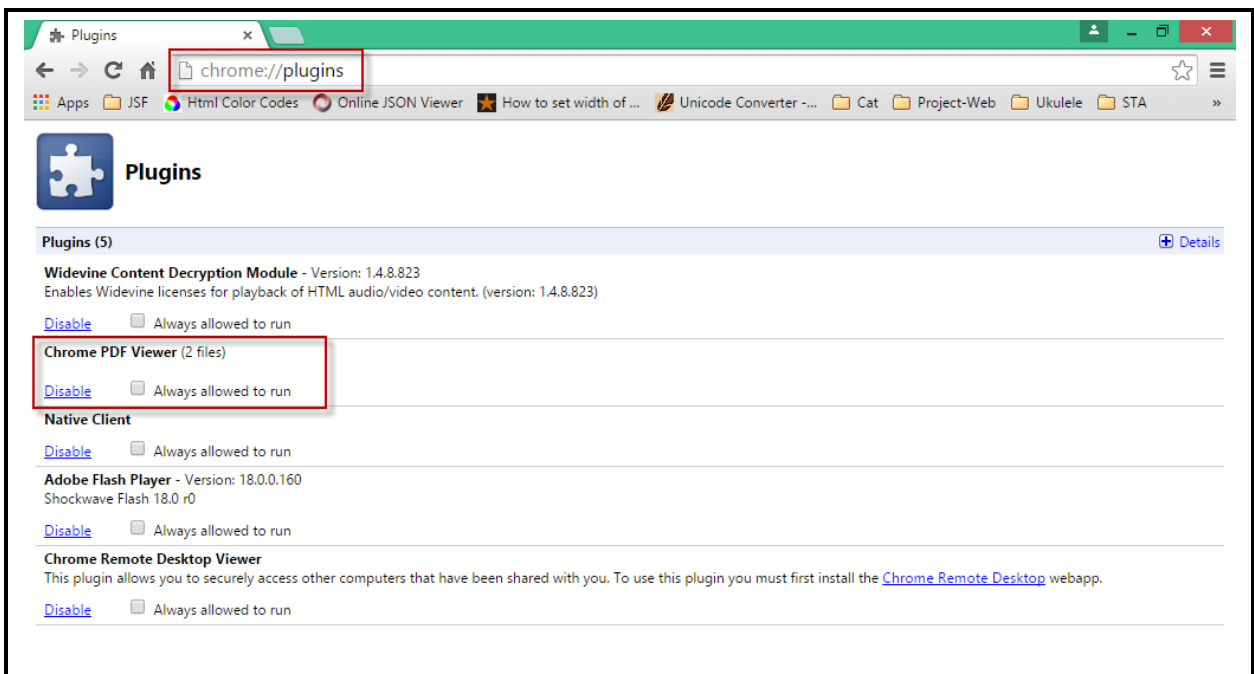 Plugins
chrome://plugins
Apps JSF Html Color Codes Online JSON Viewer How to set width of ... Unicode Converter -... Cat Project-Web Ukulele STA »
Plugins
Plugins (5) Details
Widevine Content Decryption Module - Version: 1.4.8.823
Enables Widevine licenses for playback of HTML audio/video content. (version: 1.4.8.823)
Disable Always allowed to run
Chrome PDF Viewer (2 files)
Disable Always allowed to run
Native Client
Disable Always allowed to run
Adobe Flash Player - Version: 18.0.0.160
Shockwave Flash 18.0 r0
Disable Always allowed to run
Chrome Remote Desktop Viewer
This plugin allows you to securely access other computers that have been shared with you. To use this plugin you must first install the Chrome Remote Desktop webapp.
Disable Always allowed to run